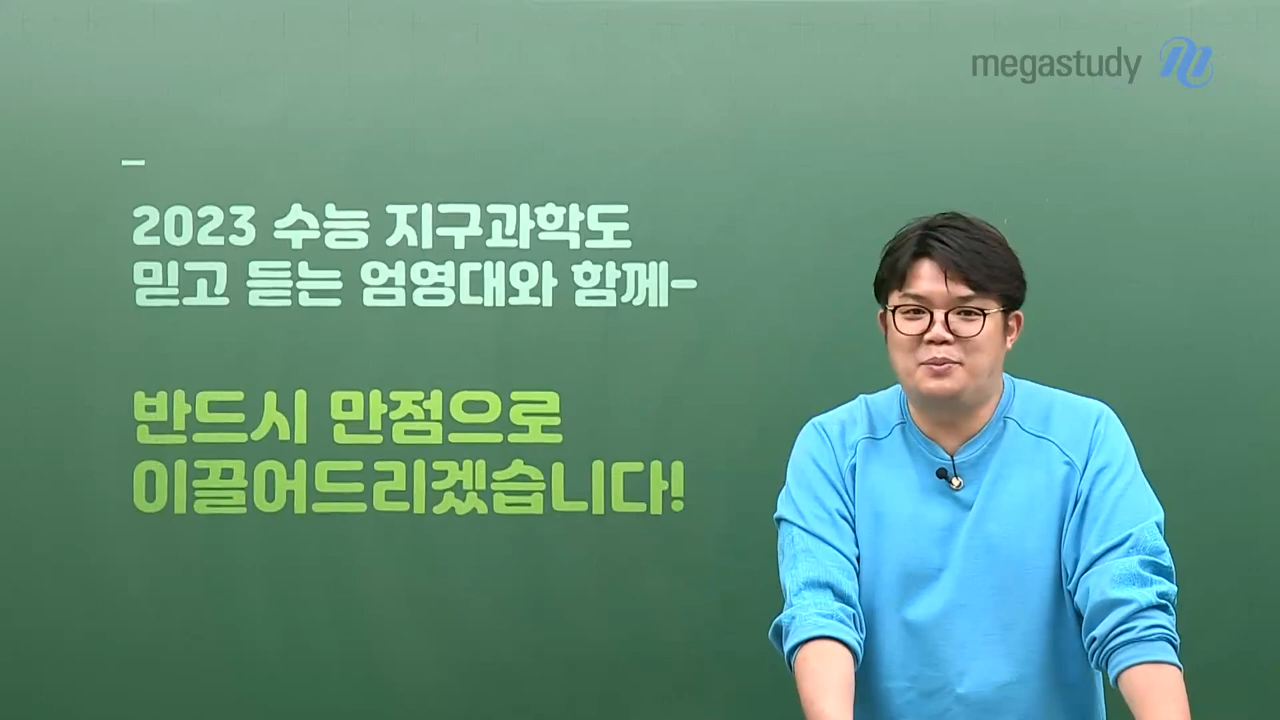 megastudy
2023 수능 지구과학도
믿고 듣는 엄영대와 함께-
반드시 만점으로
이끌어드리겠습니다!